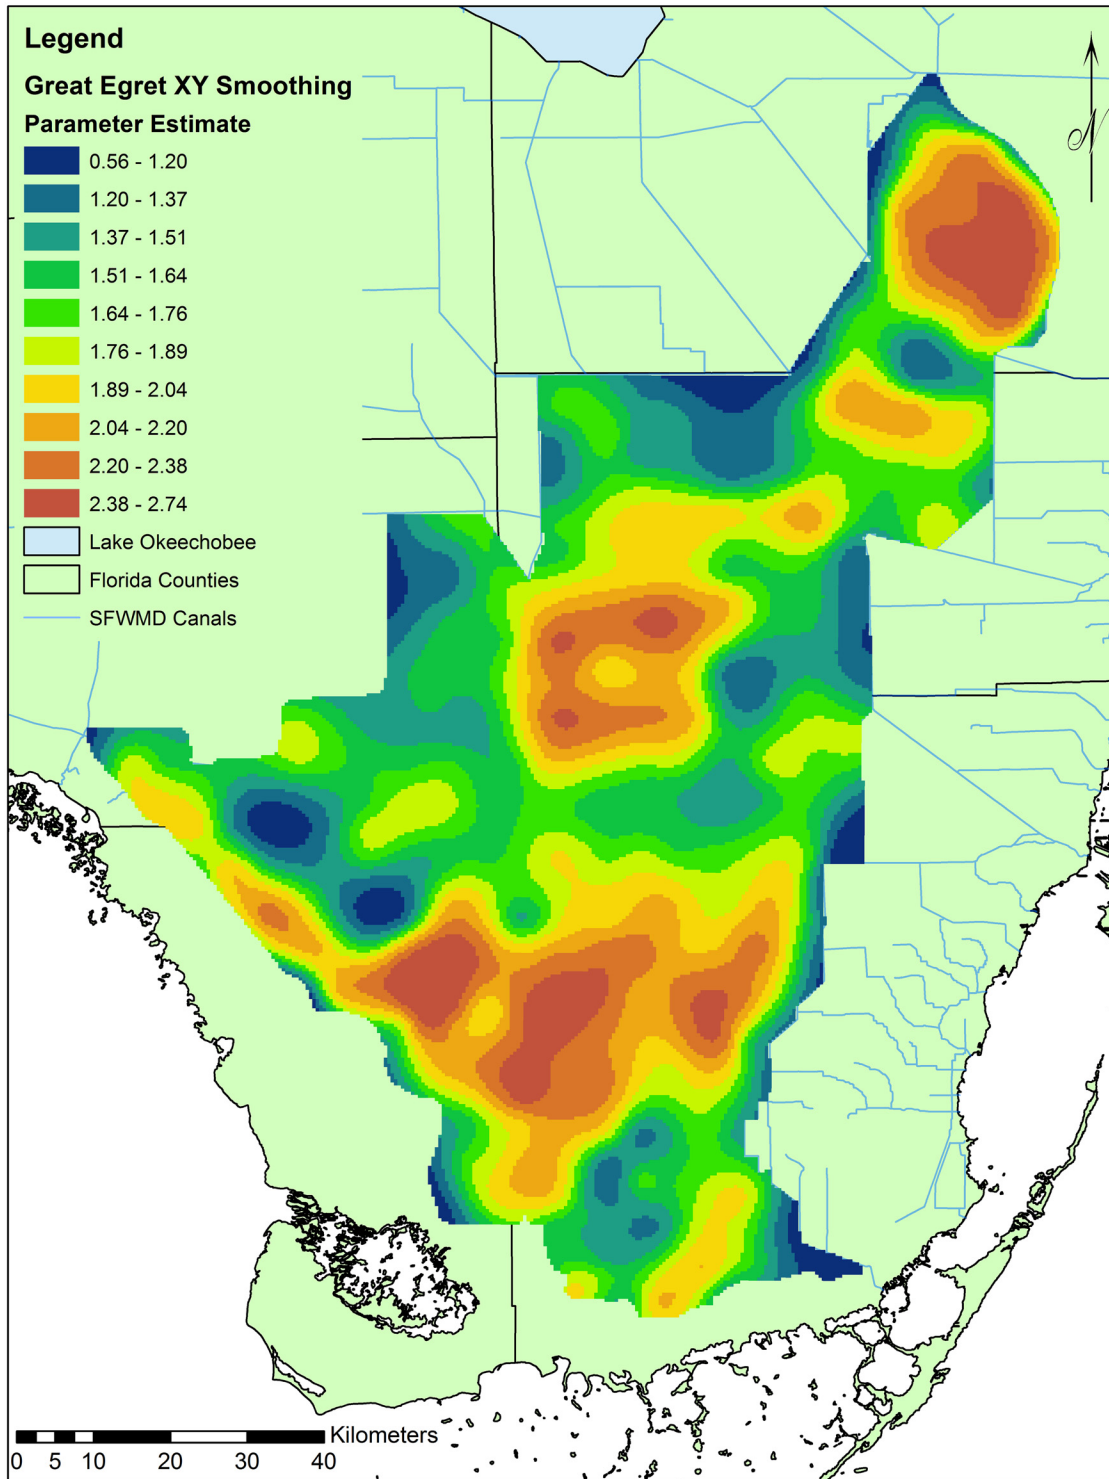 Legend
Great Egret XY Smoothing
Parameter Estimate
0.56 - 1.20
1.20 - 1.37
1.37 - 1.51
1.51 - 1.64
1.64 - 1.76
1.76 - 1.89
1.89 - 2.04
2.04 - 2.20
2.20 - 2.38
2.38 - 2.74
Lake Okeechobee
Florida Counties
SFWMD Canals
N
Kilometers
0 5 10 20 30 40